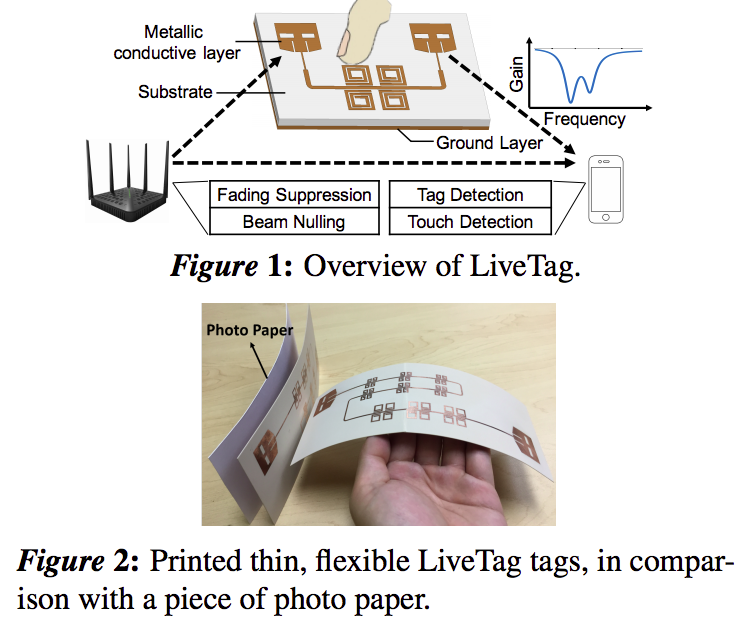 Metallic
conductive layer
Substrate
Gain
Frequency
Ground Layer
Fading Suppression
Tag Detection
Beam Nulling
Touch Detection
Figure 1: Overview of LiveTag.
Photo Paper
Figure 2: Printed thin, flexible LiveTag tags, in compar-
ison with a piece of photo paper.